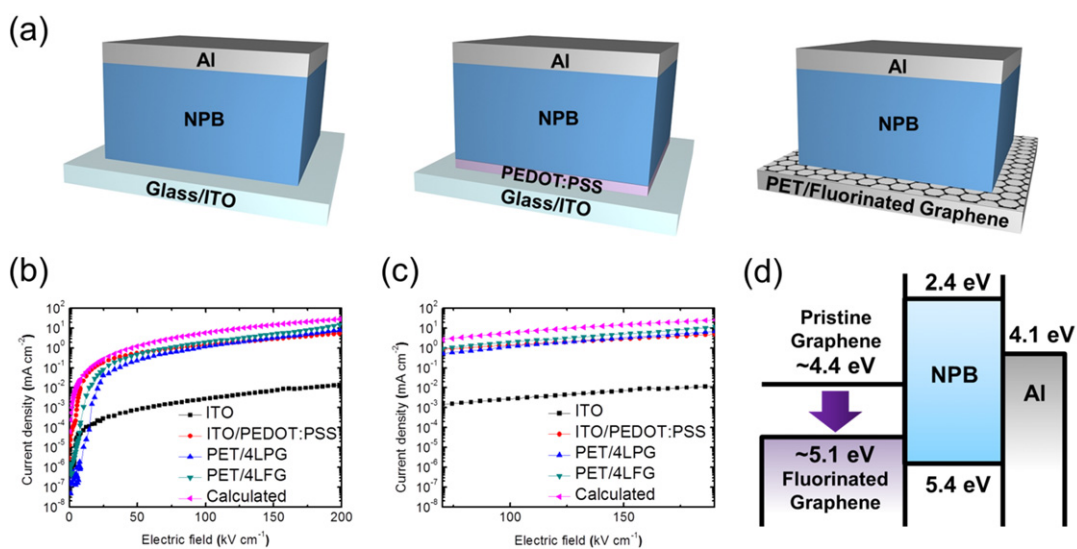 (a)
Al
NPB
Glass/ITO
Al
NPB
PEDOT:PSS
Glass/ITO
Al
NPB
PET/Fluorinated Graphene
(b)
Current density (mA cm⁻²)
10²
10¹
10⁰
10⁻¹
10⁻²
10⁻³
10⁻⁴
10⁻⁵
10⁻⁶
10⁻⁷
10⁻⁸
ITO
ITO/PEDOT:PSS
PET/4LPG
PET/4LFG
Calculated
0 50 100 150 200
Electric field (kV cm⁻¹)
(c)
Current density (mA cm⁻²)
10²
10¹
10⁰
10⁻¹
10⁻²
10⁻³
10⁻⁴
10⁻⁵
10⁻⁶
10⁻⁷
10⁻⁸
ITO
ITO/PEDOT:PSS
PET/4LPG
PET/4LFG
Calculated
100 150
Electric field (kV cm⁻¹)
(d)
2.4 eV
Pristine
Graphene
~4.4 eV
4.1 eV
NPB
Al
~5.1 eV
Fluorinated
Graphene
5.4 eV